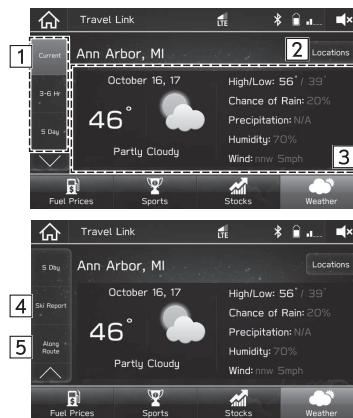 Travel Link
LTE
1
Current
Ann Arbor, MI
2
Locations
October 16, 17
High/Low: 56° / 39°
3-6 Hr
Chance of Rain: 20%
46°
Precipitation: N/A
5 Day
Humidity: 70%
Partly Cloudy
Wind: nnw 5mph
3
Fuel Prices
Sports
Stocks
Weather
Travel Link
LTE
5 Day
Ann Arbor, MI
Locations
October 16, 17
High/Low: 56° / 39°
4
Ski Report
Chance of Rain: 20%
46°
Precipitation: N/A
5
Along
Route
Humidity: 70%
Partly Cloudy
Wind: nnw 5mph
Fuel Prices
Sports
Stocks
Weather